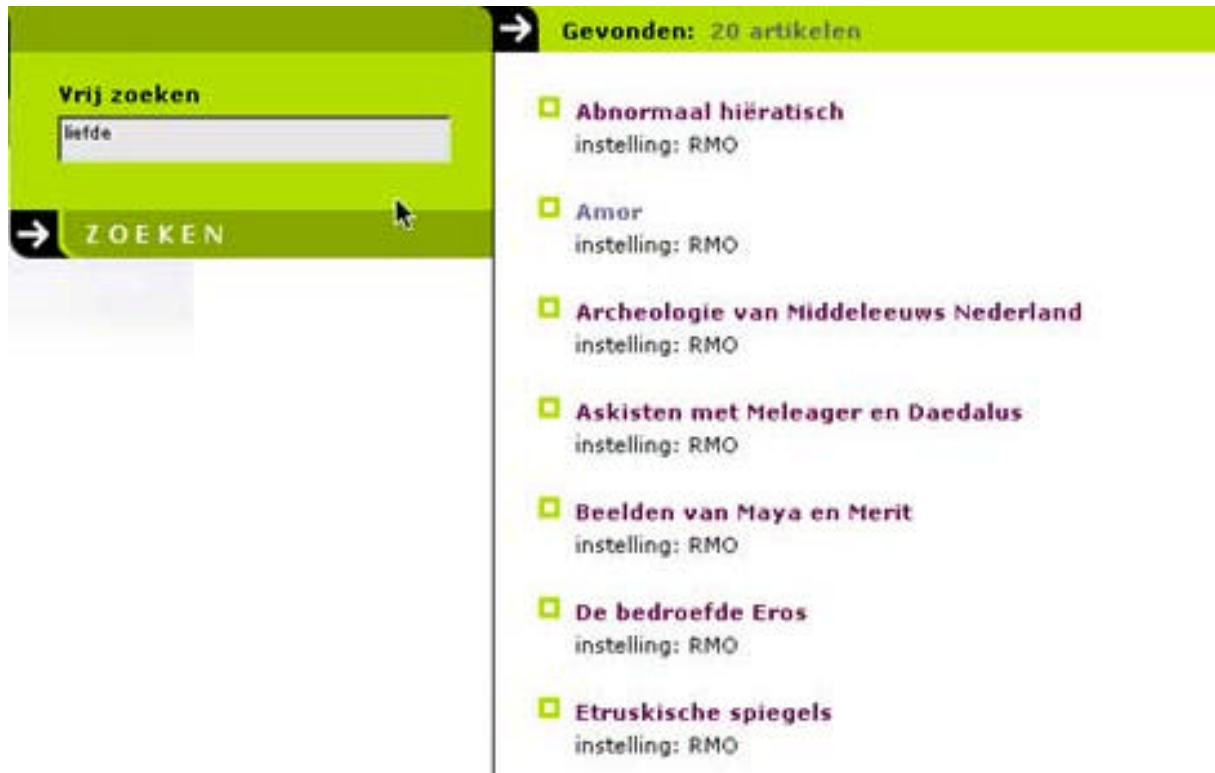 Vrij zoeken
liefde
ZOEKEN
Gevonden: 20 artikelen
Abnormaal hiëratisch
instelling: RMO
Amor
instelling: RMO
Archeologie van Middeleeuws Nederland
instelling: RMO
Askisten met Meleager en Daedalus
instelling: RMO
Beelden van Maya en Merit
instelling: RMO
De bedroefde Eros
instelling: RMO
Etruskische spiegels
instelling: RMO